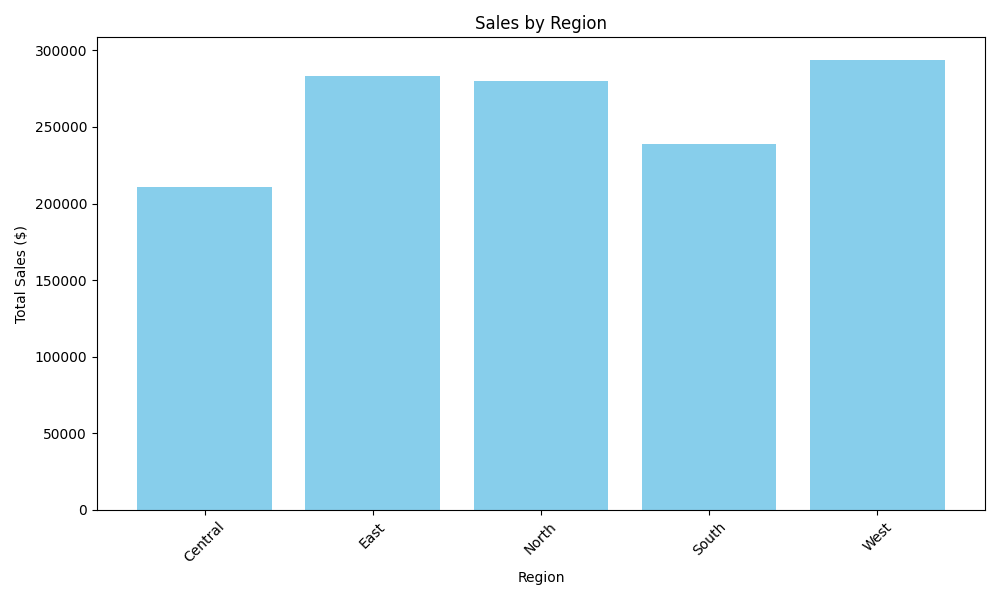 Sales by Region
Total Sales ($)
300000
250000
200000
150000
100000
50000
0
Central
East
North
South
West
Region